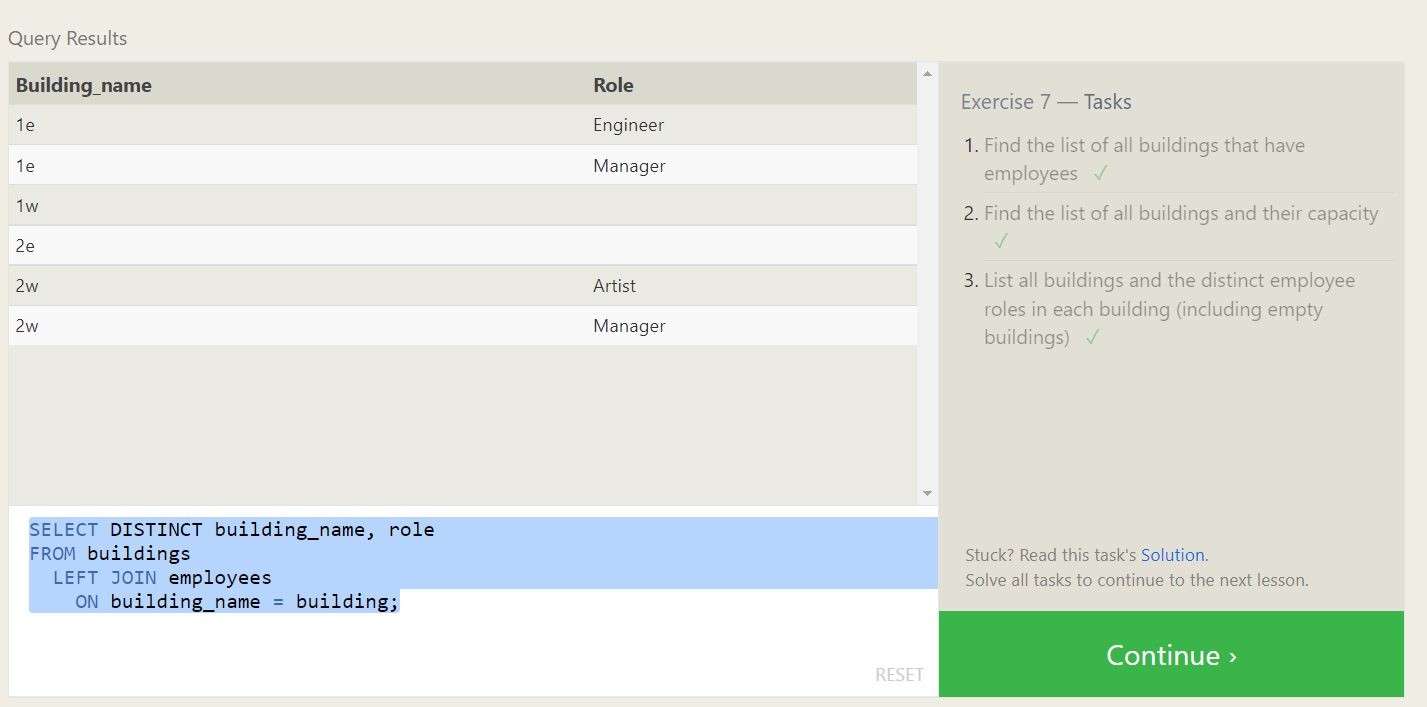 Query Results
Building_name Role
1e Engineer
1e Manager
1w
2e
2w Artist
2w Manager
SELECT DISTINCT building_name, role
FROM buildings
LEFT JOIN employees
ON building_name = building;
RESET
Exercise 7 — Tasks
1. Find the list of all buildings that have
employees ✓
2. Find the list of all buildings and their capacity
✓
3. List all buildings and the distinct employee
roles in each building (including empty
buildings) ✓
Stuck? Read this task's Solution.
Solve all tasks to continue to the next lesson.
Continue ›